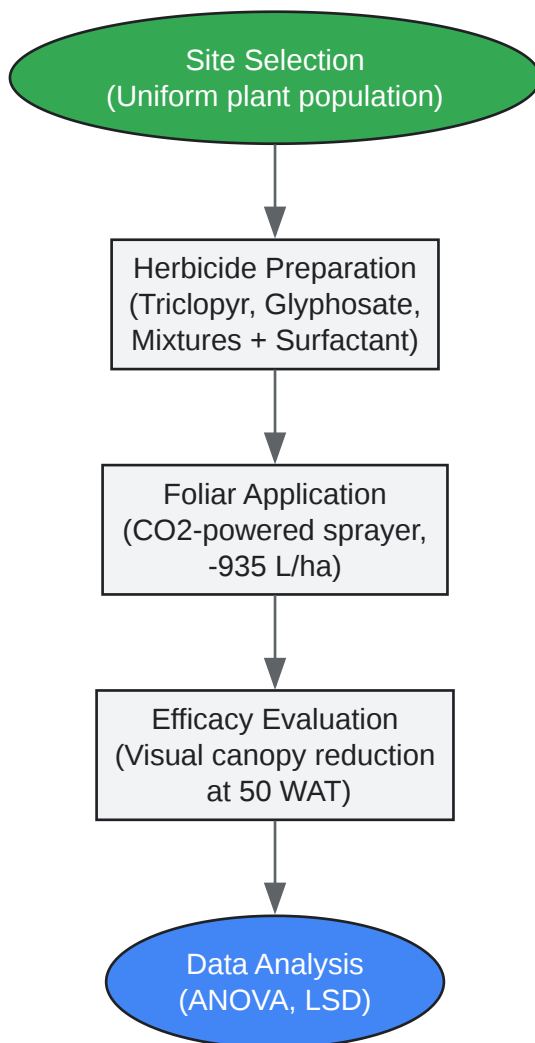 Site Selection
(Uniform plant population)
Herbicide Preparation
(Triclopyr, Glyphosate,
Mixtures + Surfactant)
Foliar Application
(CO2-powered sprayer,
-935 L/ha)
Efficacy Evaluation
(Visual canopy reduction
at 50 WAT)
Data Analysis
(ANOVA, LSD)